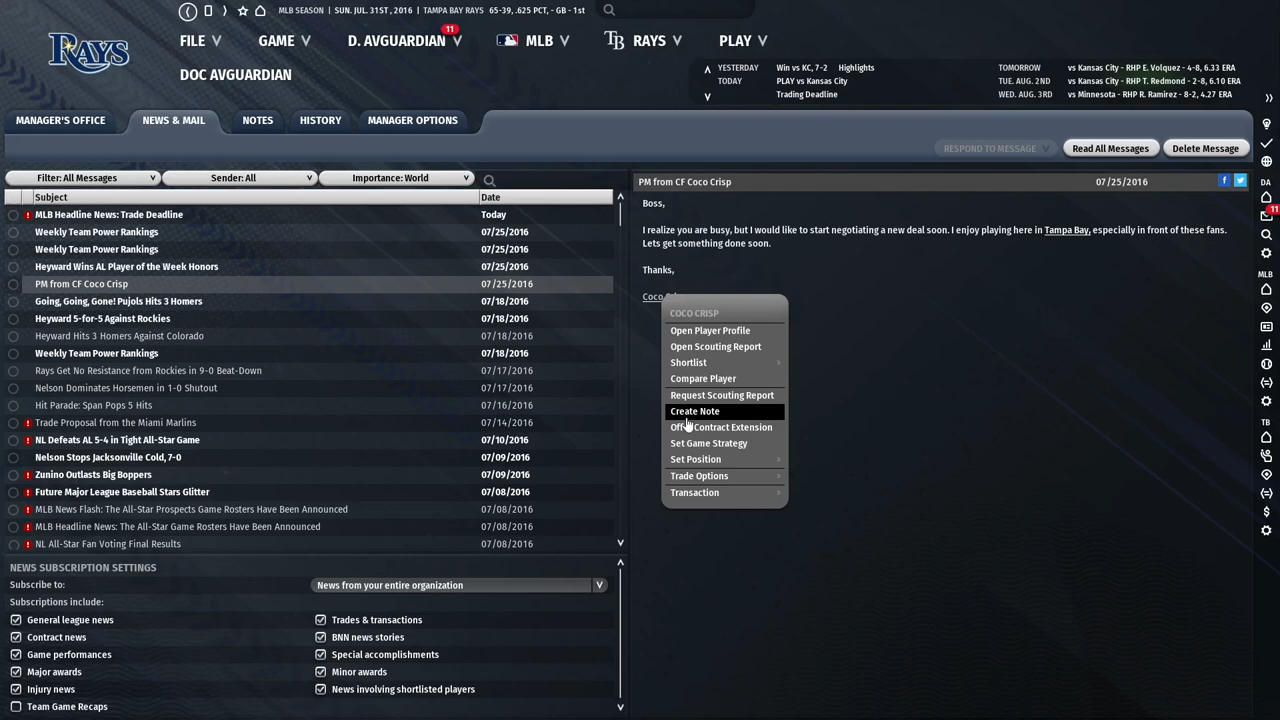 MLB SEASON | SUN. JUL. 31ST, 2016 | TAMPA BAY RAYS 65-39, .625 PCT, - GB - 1st
RAYS
FILE
GAME
D. AVGUARDIAN
11
MLB
TB RAYS
PLAY
DOC AVGUARDIAN
YESTERDAY Win vs KC, 7-2 Highlights
TODAY PLAY vs Kansas City
Trading Deadline
TOMORROW vs Kansas City - RHP E. Volquez - 4-8, 6.33 ERA
TUE. AUG. 2ND vs Kansas City - RHP T. Redmond - 2-8, 6.10 ERA
WED. AUG. 3RD vs Minnesota - RHP R. Ramirez - 8-2, 4.27 ERA
MANAGER'S OFFICE
NEWS & MAIL
NOTES
HISTORY
MANAGER OPTIONS
RESPOND TO MESSAGE
Read All Messages
Delete Message
Filter: All Messages
Sender: All
Importance: World
Subject Date
! MLB Headline News: Trade Deadline Today
Weekly Team Power Rankings 07/25/2016
Weekly Team Power Rankings 07/25/2016
Heyward Wins AL Player of the Week Honors 07/25/2016
PM from CF Coco Crisp 07/25/2016
Going, Going, Gone! Pujols Hits 3 Homers 07/18/2016
Heyward 5-for-5 Against Rockies 07/18/2016
Heyward Hits 3 Homers Against Colorado 07/18/2016
Weekly Team Power Rankings 07/18/2016
Rays Get No Resistance from Rockies in 9-0 Beat-Down 07/17/2016
Nelson Dominates Horsemen in 1-0 Shutout 07/17/2016
Hit Parade: Span Pops 5 Hits 07/16/2016
! Trade Proposal from the Miami Marlins 07/14/2016
! NL Defeats AL 5-4 in Tight All-Star Game 07/10/2016
Nelson Stops Jacksonville Cold, 7-0 07/09/2016
! Zunino Outlasts Big Boppers 07/09/2016
! Future Major League Baseball Stars Glitter 07/08/2016
! MLB News Flash: The All-Star Prospects Game Rosters Have Been Announced 07/08/2016
! MLB Headline News: The All-Star Game Rosters Have Been Announced 07/08/2016
! NL All-Star Fan Voting Final Results 07/08/2016
PM from CF Coco Crisp 07/25/2016
Boss,
I realize you are busy, but I would like to start negotiating a new deal soon. I enjoy playing here in Tampa Bay, especially in front of these fans.
Lets get something done soon.
Thanks,
Coco
COCO CRISP
Open Player Profile
Open Scouting Report
Shortlist
Compare Player
Request Scouting Report
Create Note
Contract Extension
Set Game Strategy
Set Position
Trade Options
Transaction
NEWS SUBSCRIPTION SETTINGS
Subscribe to: News from your entire organization
Subscriptions include:
General league news Trades & transactions
Contract news BNN news stories
Game performances Special accomplishments
Major awards Minor awards
Injury news News involving shortlisted players
Team Game Recaps
DA
11
MLB
TB
$